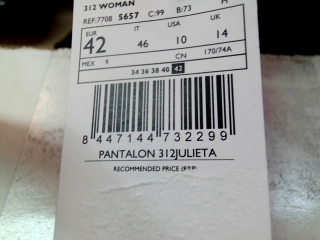 312 WOMAN
REF:7708 5657 C:99 B:73
EUR IT USA UK
42 46 10 14
MEX 9 CN 170/74A
34 36 38 40 42
8 447144 732299
PANTALON 312JULIETA
RECOMMENDED PRICE